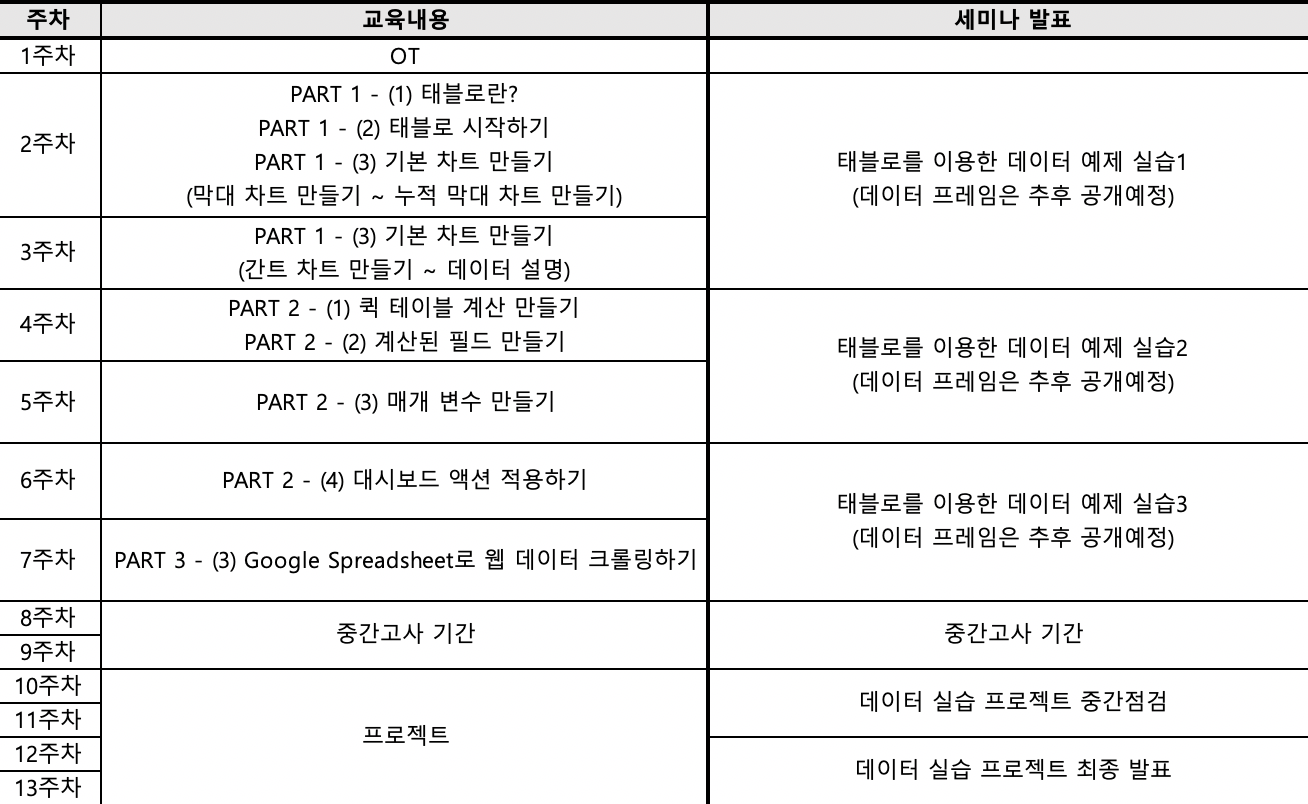 주차 교육내용 세미나 발표
1주차 OT
2주차
PART 1 - (1) 태블로란?
PART 1 - (2) 태블로 시작하기
PART 1 - (3) 기본 차트 만들기
(막대 차트 만들기 ~ 누적 막대 차트 만들기)
태블로를 이용한 데이터 예제 실습1
(데이터 프레임은 추후 공개예정)
3주차
PART 1 - (3) 기본 차트 만들기
(간트 차트 만들기 ~ 데이터 설명)
4주차
PART 2 - (1) 퀵 테이블 계산 만들기
PART 2 - (2) 계산된 필드 만들기
태블로를 이용한 데이터 예제 실습2
(데이터 프레임은 추후 공개예정)
5주차
PART 2 - (3) 매개 변수 만들기
6주차
PART 2 - (4) 대시보드 액션 적용하기
태블로를 이용한 데이터 예제 실습3
(데이터 프레임은 추후 공개예정)
7주차
PART 3 - (3) Google Spreadsheet로 웹 데이터 크롤링하기
8주차
9주차
중간고사 기간
중간고사 기간
10주차
11주차
12주차
13주차
프로젝트
데이터 실습 프로젝트 중간점검
데이터 실습 프로젝트 최종 발표